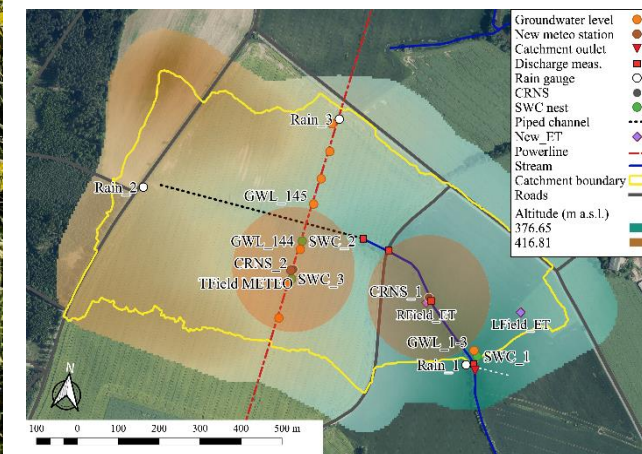 Groundwater level
New meteo station
Catchment outlet
Discharge meas.
Rain gauge
CRNS
SWC nest
Piped channel
New_ET
Powerline
Stream
Catchment boundary
Roads
Altitude (m a.s.l.)
376.65
416.81
Rain_3
Rain_2
GWL_145
GWL_144
SWC_2
CRNS_2
SWC_3
TField METEO
CRNS_1
RField_ET
LField_ET
GWL_1-3
SWC_1
Rain_1
N
100 0 100 200 300 400 500 m